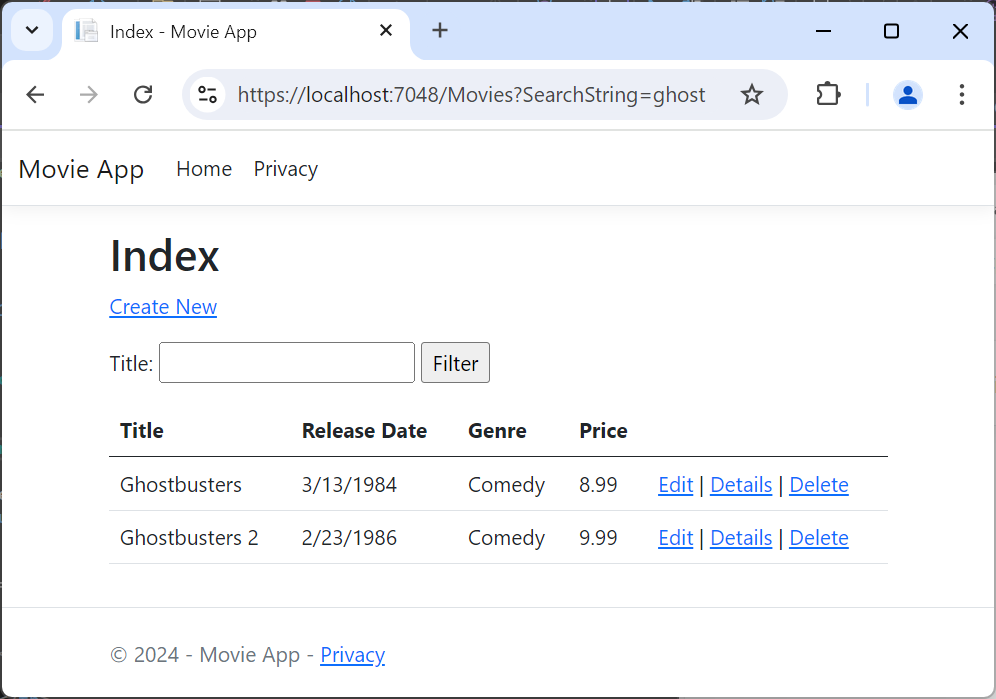 Index - Movie App
https://localhost:7048/Movies?SearchString=ghost
Movie App Home Privacy
Index
Create New
Title: Filter
Title Release Date Genre Price
Ghostbusters 3/13/1984 Comedy 8.99 Edit | Details | Delete
Ghostbusters 2 2/23/1986 Comedy 9.99 Edit | Details | Delete
© 2024 - Movie App - Privacy